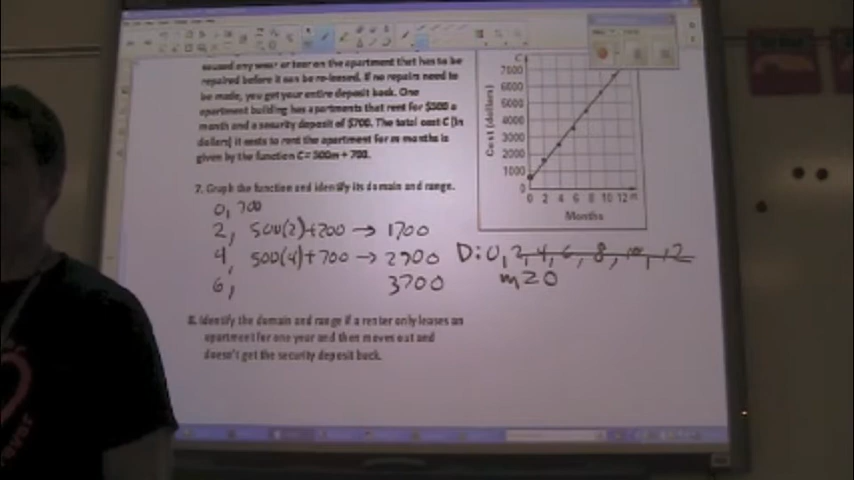 caused any wear or tear on the apartment that has to be
repaired before it can be re-leased. If no repairs need to
be made, you get your entire deposit back. One
apartment building has apartments that rent for $500 a
month and a security deposit of $700. The total cost C (in
dollars) it costs to rent the apartment for m months is
given by the function C = 500m + 700.
7. Graph the function and identify its domain and range.
0, 700
2, 500(2)+700 → 1700
4, 500(4)+700 → 2700
6, 3700
8. Identify the domain and range if a renter only leases an
apartment for one year and then moves out and
doesn't get the security deposit back.
C
7000
6000
5000
4000
3000
2000
1000
0
Cost (dollars)
0 2 4 6 8 10 12 m
Months
D: 0, 2, 4, 6, 8, 10, 12
m ≥ 0